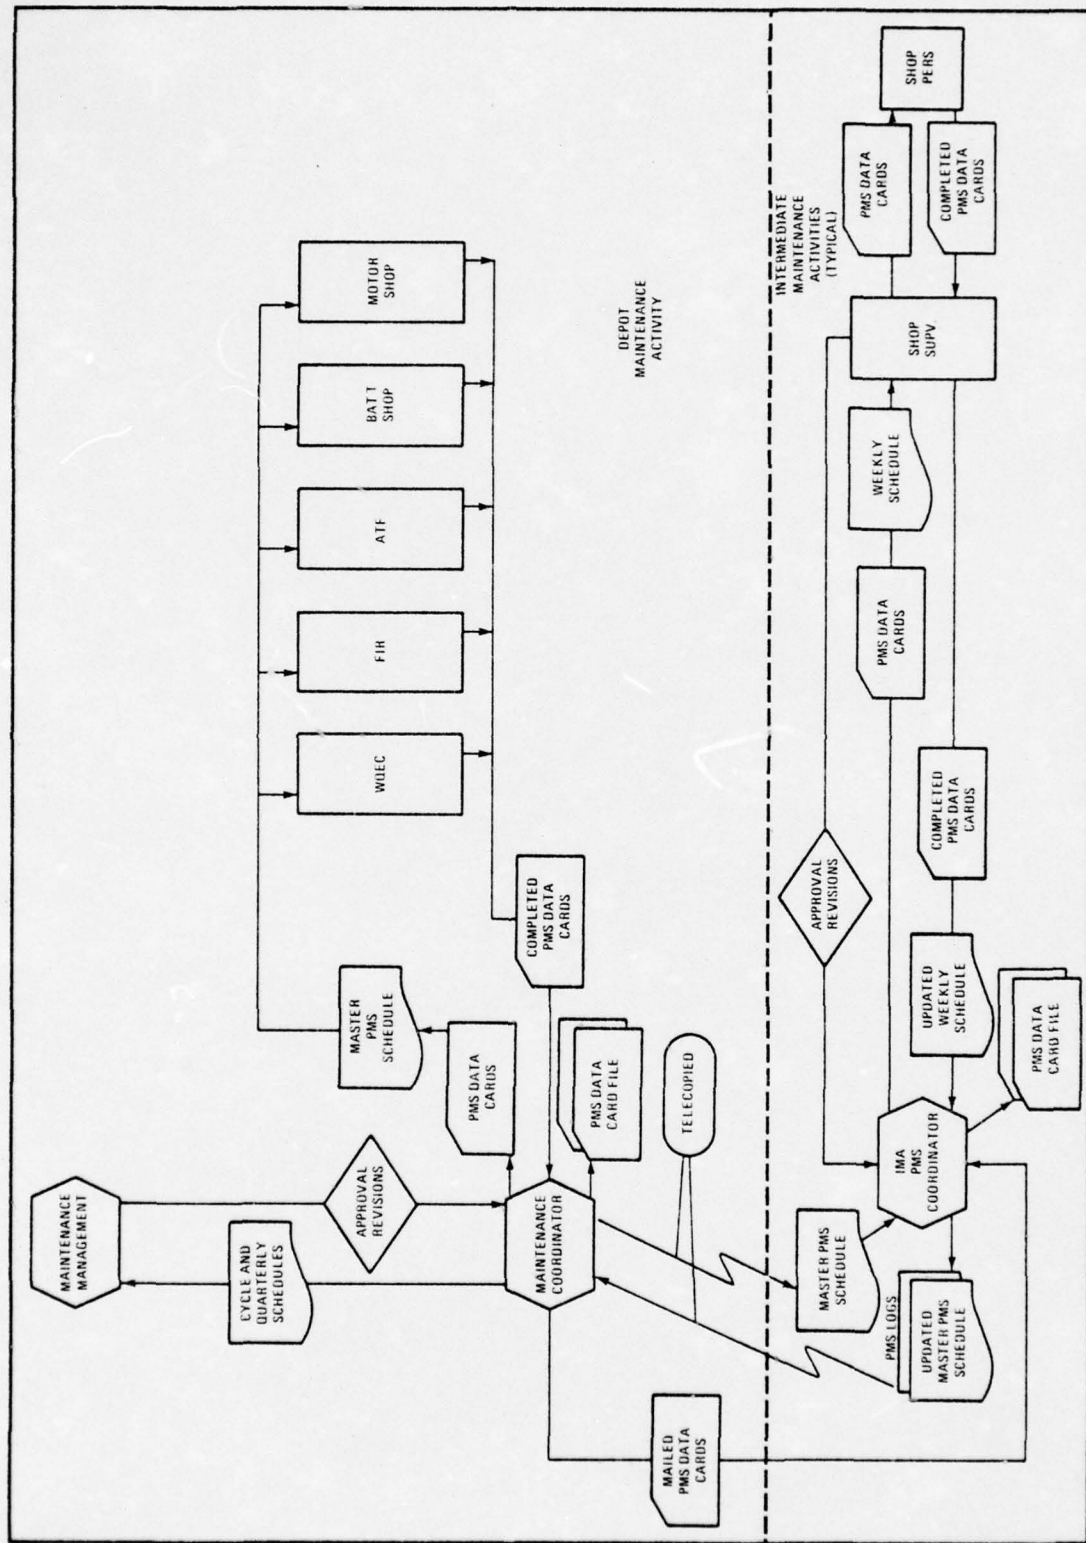 MAINTENANCE
MANAGEMENT
CYCLE AND
QUARTERLY
SCHEDULES
APPROVAL
REVISIONS
MAINTENANCE
COORDINATOR
PMS DATA
CARDS
MASTER
PMS
SCHEDULE
COMPLETED
PMS DATA
CARDS
PMS DATA
CARD FILE
WQEC
FIR
ATF
BATT
SHOP
MOTOR
SHOP
DEPOT
MAINTENANCE
ACTIVITY
TELECOPIED
MAILED
PMS DATA
CARDS
INTERMEDIATE
MAINTENANCE
ACTIVITIES
(TYPICAL)
MASTER PMS
SCHEDULE
PMS LOGS
UPDATED
MASTER PMS
SCHEDULE
IMA
PMS
COORDINATOR
APPROVAL
REVISIONS
UPDATED
WEEKLY
SCHEDULE
PMS DATA
CARD FILE
COMPLETED
PMS DATA
CARDS
PMS DATA
CARDS
WEEKLY
SCHEDULE
SHOP
SUPV.
PMS DATA
CARDS
COMPLETED
PMS DATA
CARDS
SHOP
PERS